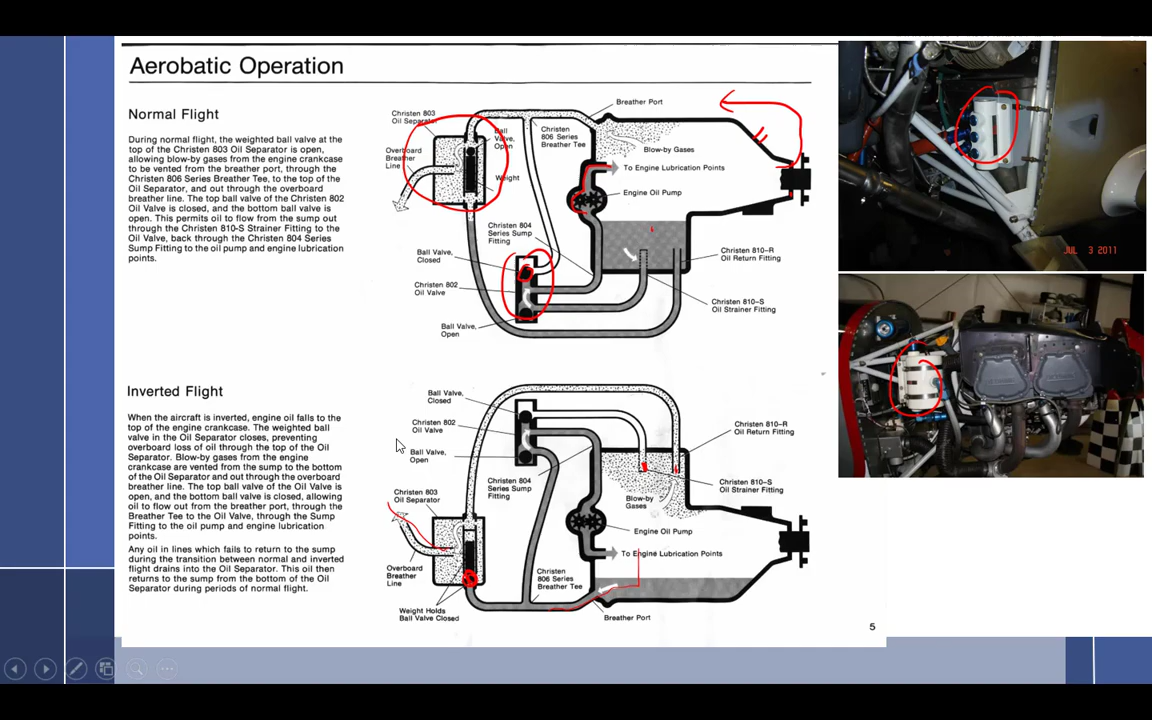 Aerobatic Operation
Normal Flight
During normal flight, the weighted ball valve at the
top of the Christen 803 Oil Separator is open,
allowing blow-by gases from the engine crankcase
to be vented from the breather port, through the
Christen 806 Series Breather Tee, to the top of the
Oil Separator, and out through the overboard
breather line. The top ball valve of the Christen 802
Oil Valve is closed, and the bottom ball valve is
open. This permits oil to flow from the sump out
through the Christen 810-S Strainer Fitting to the
Oil Valve, back through the Christen 804 Series
Sump Fitting to the oil pump and engine lubrication
points.
Christen 803
Oil Separator
Ball
Valve,
Open
Overboard
Breather
Line
Weight
Christen 806
Series
Breather Tee
Breather Port
Blow-by Gases
To Engine Lubrication Points
Engine Oil Pump
Christen 804
Series Sump
Fitting
Ball Valve,
Closed
Christen 802
Oil Valve
Ball Valve,
Open
Christen 810-R
Oil Return Fitting
Christen 810-S
Oil Strainer Fitting
JUL 3 2011
Inverted Flight
When the aircraft is inverted, engine oil falls to the
top of the engine crankcase. The weighted ball
valve in the Oil Separator closes, preventing
overboard loss of oil through the top of the Oil
Separator. Blow-by gases from the engine
crankcase are vented from the sump to the bottom
of the Oil Separator and out through the overboard
breather line. The top ball valve of the Oil Valve is
open, and the bottom ball valve is closed, allowing
oil to flow out from the breather port, through the
Breather Tee to the Oil Valve, through the Sump
Fitting to the oil pump and engine lubrication
points.
Any oil in lines which fails to return to the sump
during the transition between normal and inverted
flight drains into the Oil Separator. This oil then
returns to the sump from the bottom of the Oil
Separator during periods of normal flight.
Ball Valve,
Closed
Christen 802
Oil Valve
Ball Valve,
Open
Christen 804
Series Sump
Fitting
Christen 803
Oil Separator
Overboard
Breather
Line
Weight Holds
Ball Valve Closed
Christen 806
Series
Breather Tee
Christen 810-R
Oil Return Fitting
Christen 810-S
Oil Strainer Fitting
Blow-by
Gases
Engine Oil Pump
To Engine Lubrication Points
Breather Port
5